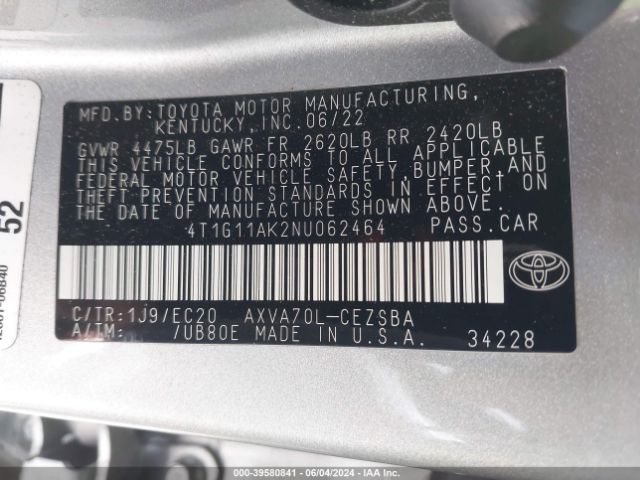 MFD.BY:TOYOTA MOTOR MANUFACTURING,
KENTUCKY,INC.06/22
GVWR 4475LB GAWR FR 2620LB RR 2420LB
THIS VEHICLE CONFORMS TO ALL APPLICABLE
FEDERAL MOTOR VEHICLE SAFETY,BUMPER,AND
THEFT PREVENTION STANDARDS IN EFFECT ON
THE DATE OF MANUFACTURE SHOWN ABOVE.
4T1G11AK2NU062464 PASS.CAR
C/TR:1J9/EC20 AXVA70L-CEZSBA
A/TM: /UB80E MADE IN U.S.A. 34228
52
000-39580841 - 06/04/2024 - IAA Inc.